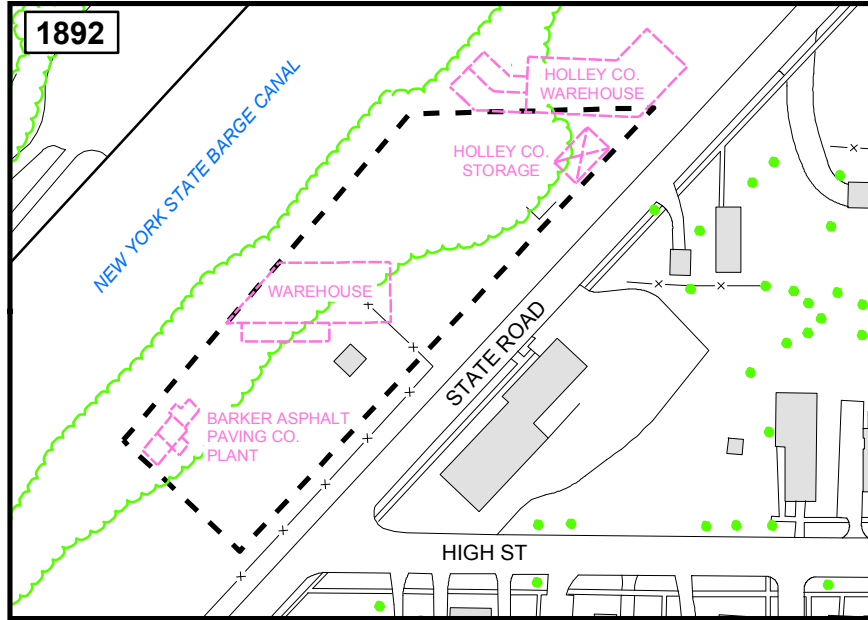 1892
NEW YORK STATE BARGE CANAL
HOLLEY CO.
WAREHOUSE
HOLLEY CO.
STORAGE
WAREHOUSE
STATE ROAD
BARKER ASPHALT
PAVING CO.
PLANT
HIGH ST